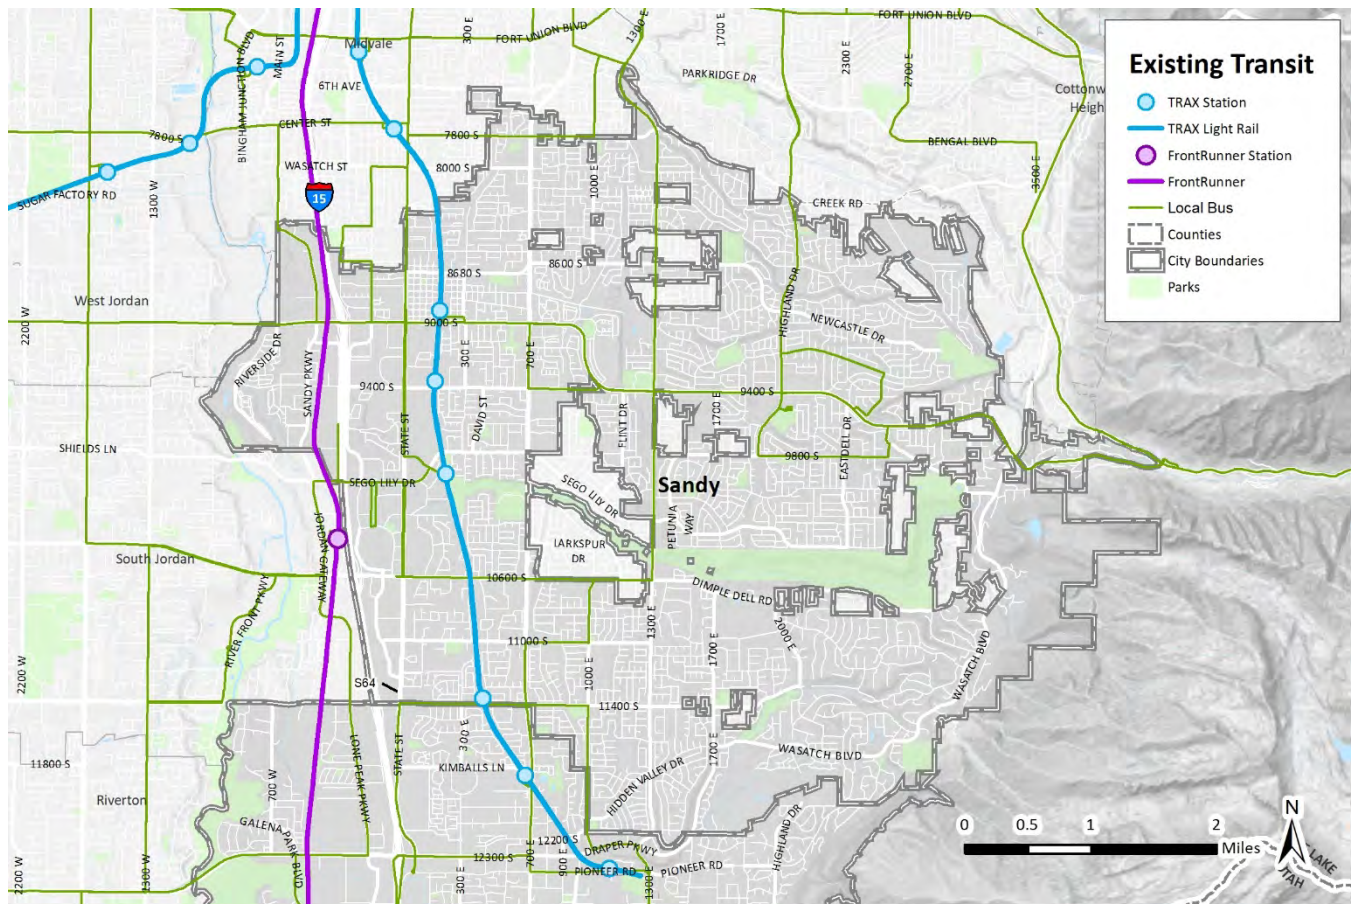 FORT UNION BLVD
300 E
FORT UNION BLVD
1300 E
1700 E
MAIN ST
Midvale
BINGHAM JUNCTION BLVD
6TH AVE
PARKRIDGE DR
2300 E
2700 E
Cottonw
Heigh
CENTER ST
7800 S
7800 S
BENGAL BLVD
WASATCH ST
8000 S
3500 E
1000 E
SUGAR FACTORY RD
1300 W
15
CREEK RD
8680 S
8600 S
West Jordan
HIGHLAND DR
2200 W
9000 S
NEWCASTLE DR
RIVERSIDE DR
SANDY PKWY
300 E
700 E
9400 S
9400 S
STATE ST
DAVID ST
FLINT DR
1700 E
EASTDELL DR
SHIELDS LN
9800 S
SEGO LILY DR
SEGO LILY DR
Sandy
PETUNIA
WAY
JORDAN GATEWAY
South Jordan
LARKSPUR
DR
10600 S
DIMPLE DELL RD
RIVER FRONT PKWY
1300 E
2000 E
11000 S
1700 E
1000 E
2200 W
WASATCH BLVD
S64
11400 S
300 E
STATE ST
LONE PEAK PKWY
1700 E
WASATCH BLVD
11800 S
KIMBALLS LN
700 W
HIDDEN VALLEY DR
Riverton
GALENA PARK BLVD
HIGHLAND DR
12200 S
DRAPER PKWY
12300 S
700 E
900 E
PIONEER RD
PIONEER RD
1300 E
300 E
2200 W
1300 W
Existing Transit
TRAX Station
TRAX Light Rail
FrontRunner Station
FrontRunner
Local Bus
Counties
City Boundaries
Parks
N
0 0.5 1 2
Miles
LAKE
UTAH